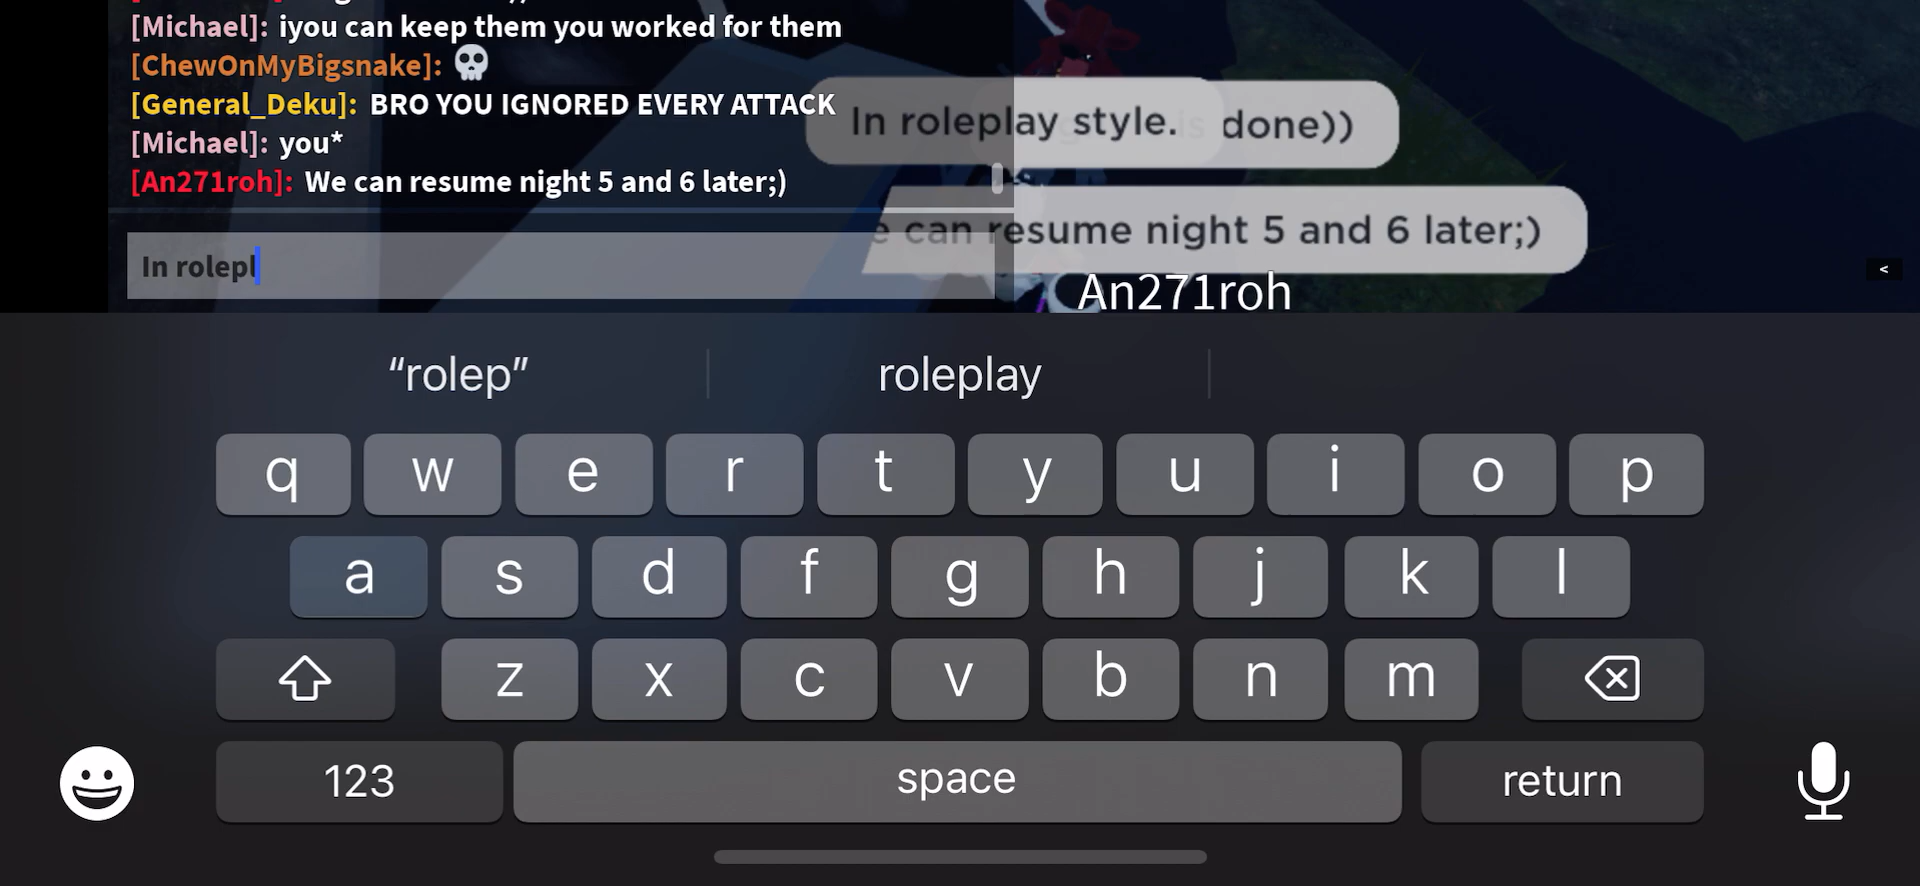 [Michael]: iyou can keep them you worked for them
[ChewOnMyBigsnake]: 💀
[General_Deku]: BRO YOU IGNORED EVERY ATTACK
[Michael]: you*
[An271roh]: We can resume night 5 and 6 later;)
In rolepl
In roleplay style.
is done))
can resume night 5 and 6 later;)
An271roh
<
“rolep” roleplay
q w e r t y u i o p
a s d f g h j k l
z x c v b n m
123 space return